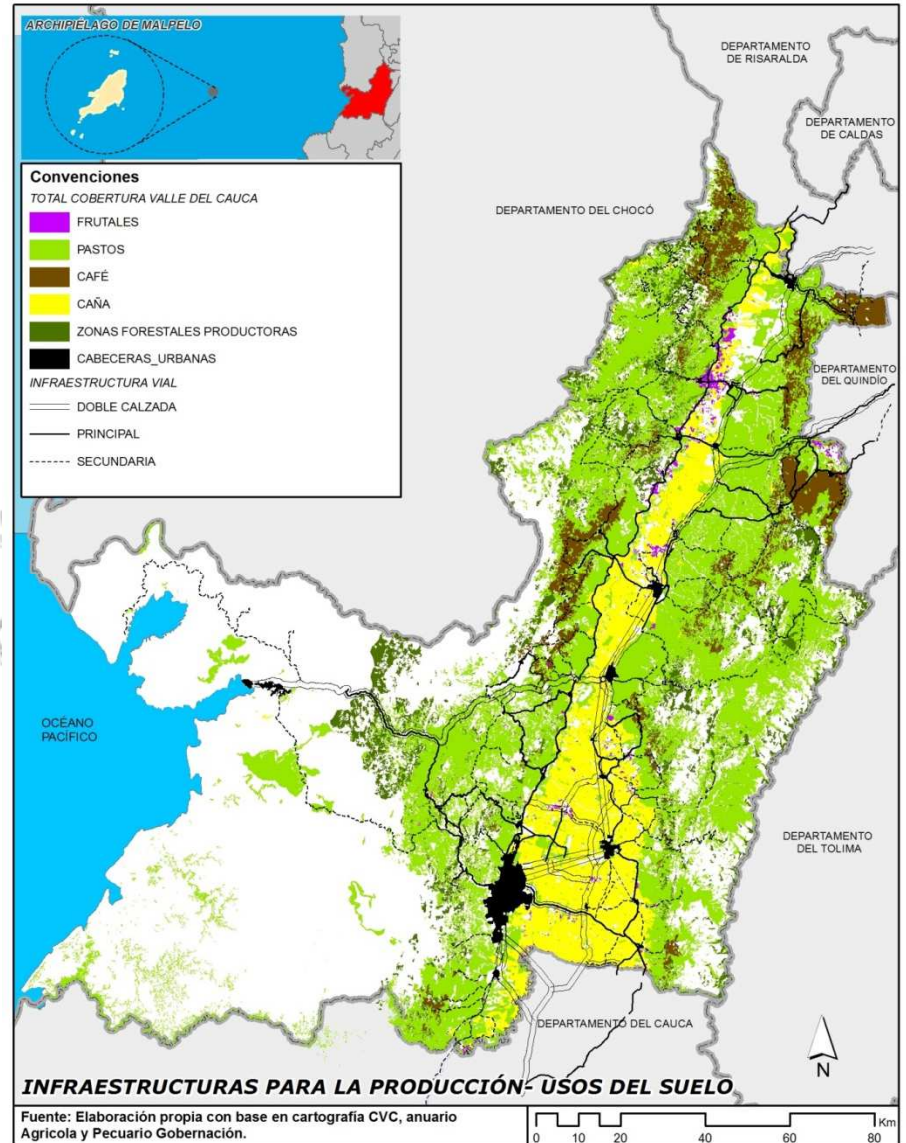 ARCHIPIÉLAGO DE MALPELO
DEPARTAMENTO
DE RISARALDA
DEPARTAMENTO
DE CALDAS
Convenciones
TOTAL COBERTURA VALLE DEL CAUCA
FRUTALES
PASTOS
CAFÉ
CAÑA
ZONAS FORESTALES PRODUCTORAS
CABECERAS_URBANAS
INFRAESTRUCTURA VIAL
DOBLE CALZADA
PRINCIPAL
SECUNDARIA
DEPARTAMENTO DEL CHOCÓ
DEPARTAMENTO
DEL QUINDÍO
OCÉANO
PACÍFICO
DEPARTAMENTO
DEL TOLIMA
DEPARTAMENTO DEL CAUCA
N
INFRAESTRUCTURAS PARA LA PRODUCCIÓN- USOS DEL SUELO
Fuente: Elaboración propia con base en cartografía CVC, anuario
Agricola y Pecuario Gobernación.
Km
0 10 20 40 60 80